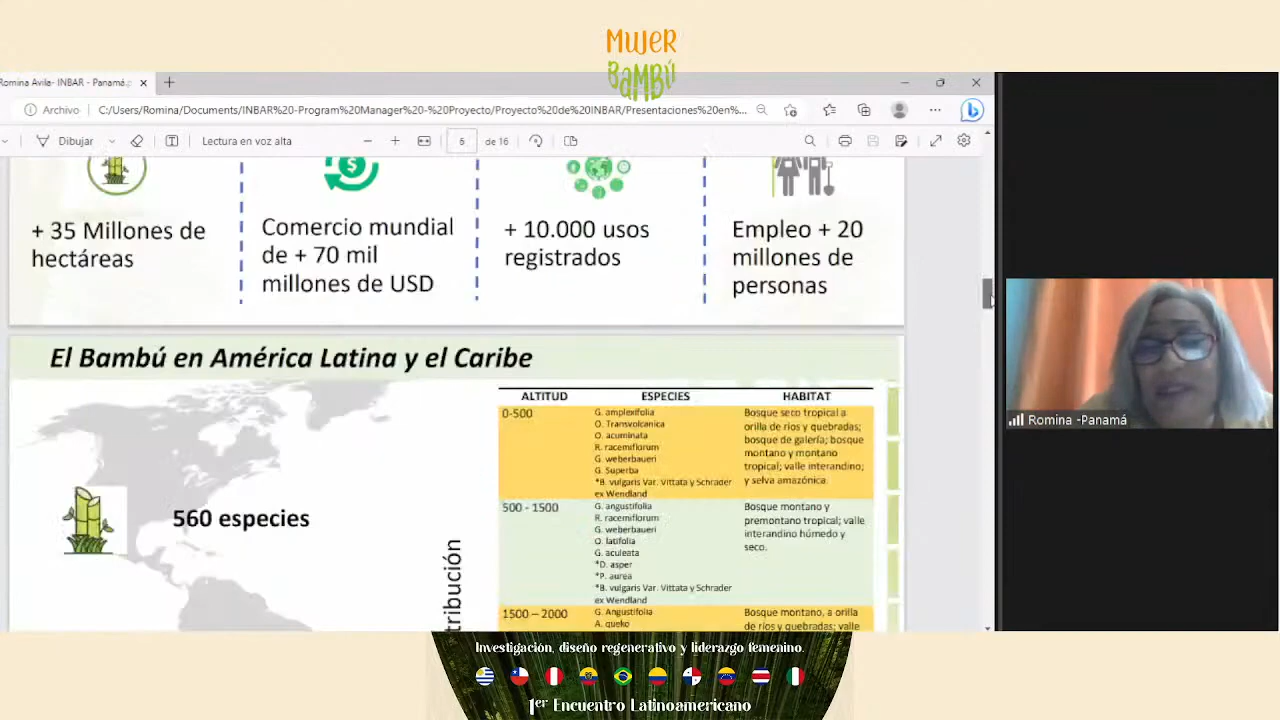 MUJER
BAMBÚ
Romina Avila- INBAR - Panamá.
Archivo
C:/Users/Romina/Documents/INBAR%20-Program%20Manager%20-%20Proyecto/Proyecto%20de%20INBAR/Presentaciones%20en%...
Dibujar
Lectura en voz alta
6
de 16
+ 35 Millones de
hectáreas
Comercio mundial
de + 70 mil
millones de USD
+ 10.000 usos
registrados
Empleo + 20
millones de
personas
El Bambú en América Latina y el Caribe
560 especies
tribución
ALTITUD
ESPECIES
HABITAT
0-500
G. amplexifolia
O. Transvolcanica
O. acuminata
R. racemiflorum
G. weberbaueri
G. Superba
*B. vulgaris Var. Vittata y Schrader
ex Wendland
Bosque seco tropical a
orilla de rios y quebradas;
bosque de galería; bosque
montano y montano
tropical; valle interandino;
y selva amazónica.
500 - 1500
G. angustifolia
R. racemiflorum
G. weberbaueri
O. latifolia
G. aculeata
*D. asper
*P. aurea
*B. vulgaris Var. Vittata y Schrader
ex Wendland
Bosque montano y
premontano tropical; valle
interandino húmedo y
seco.
1500 – 2000
G. Angustifolia
A. queko
Bosque montano, a orilla
de ríos y quebradas; valle
Romina -Panamá
Investigación, diseño regenerativo y liderazgo femenino.
1er Encuentro Latinoamericano